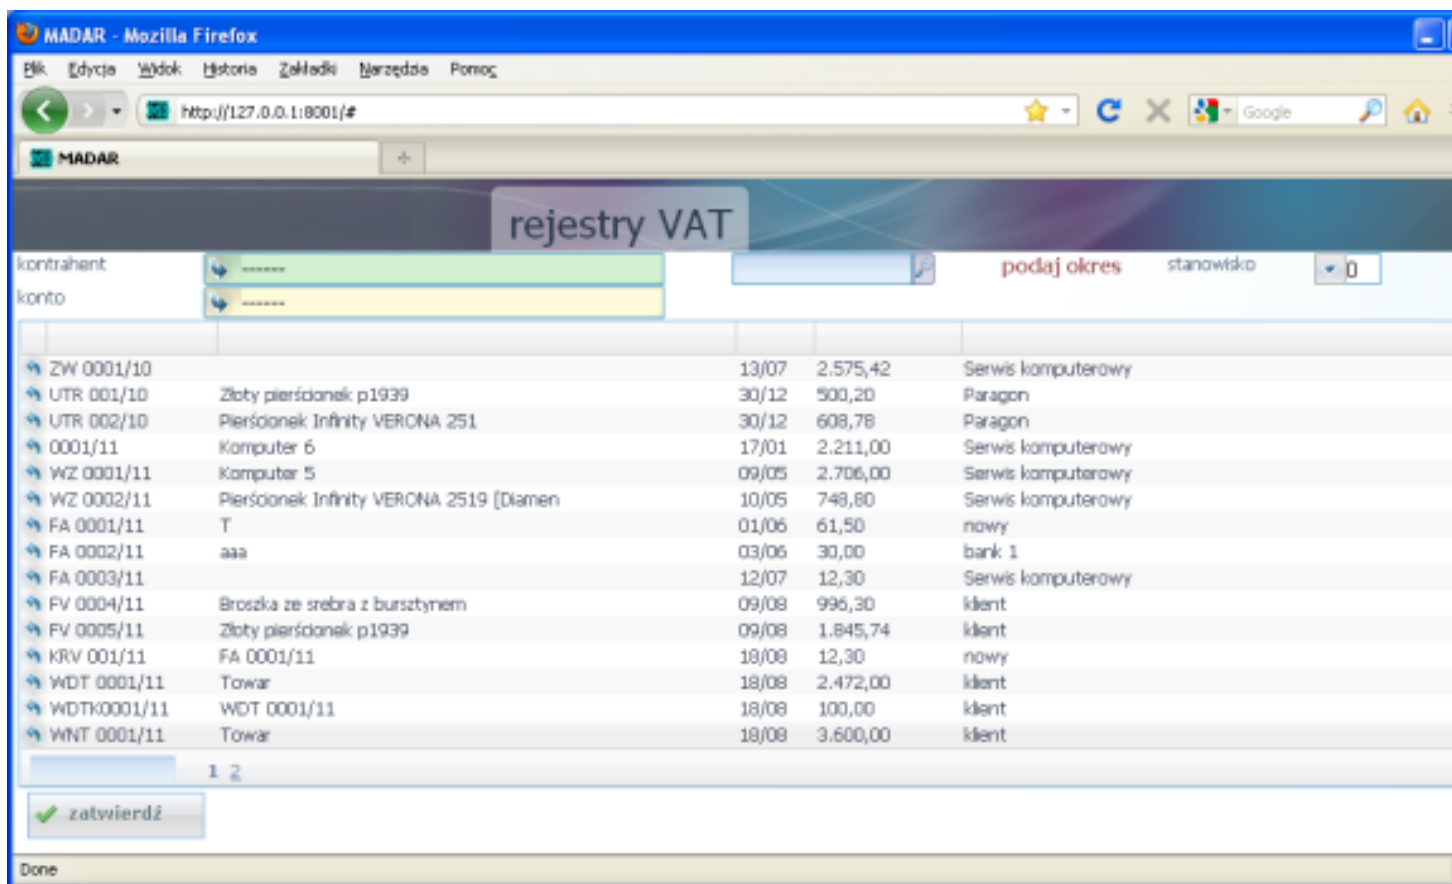 MADAR - Mozilla Firefox
Plik Edycja Widok Historia Zakładki Narzędzia Pomoc
http://127.0.0.1:8001/# Google
MADAR
rejestry VAT
kontrahent ------ podaj okres stanowisko 0
konto ------
ZW 0001/10 13/07 2.575,42 Serwis komputerowy
UTR 001/10 Złoty pierścionek p1939 30/12 500,20 Paragon
UTR 002/10 Pierścionek Infinity VERONA 251 30/12 608,78 Paragon
0001/11 Komputer 6 17/01 2.211,00 Serwis komputerowy
WZ 0001/11 Komputer 5 09/05 2.706,00 Serwis komputerowy
WZ 0002/11 Pierścionek Infinity VERONA 2519 [Diamen 10/05 748,80 Serwis komputerowy
FA 0001/11 T 01/06 61,50 nowy
FA 0002/11 aaa 03/06 30,00 bank 1
FA 0003/11 12/07 12,30 Serwis komputerowy
FV 0004/11 Broszka ze srebra z bursztynem 09/08 996,30 klient
FV 0005/11 Złoty pierścionek p1939 09/08 1.845,74 klient
KRV 001/11 FA 0001/11 18/08 12,30 nowy
WDT 0001/11 Towar 18/08 2.472,00 klient
WDTK0001/11 WDT 0001/11 18/08 100,00 klient
WNT 0001/11 Towar 18/08 3.600,00 klient
1 2
zatwierdź
Done